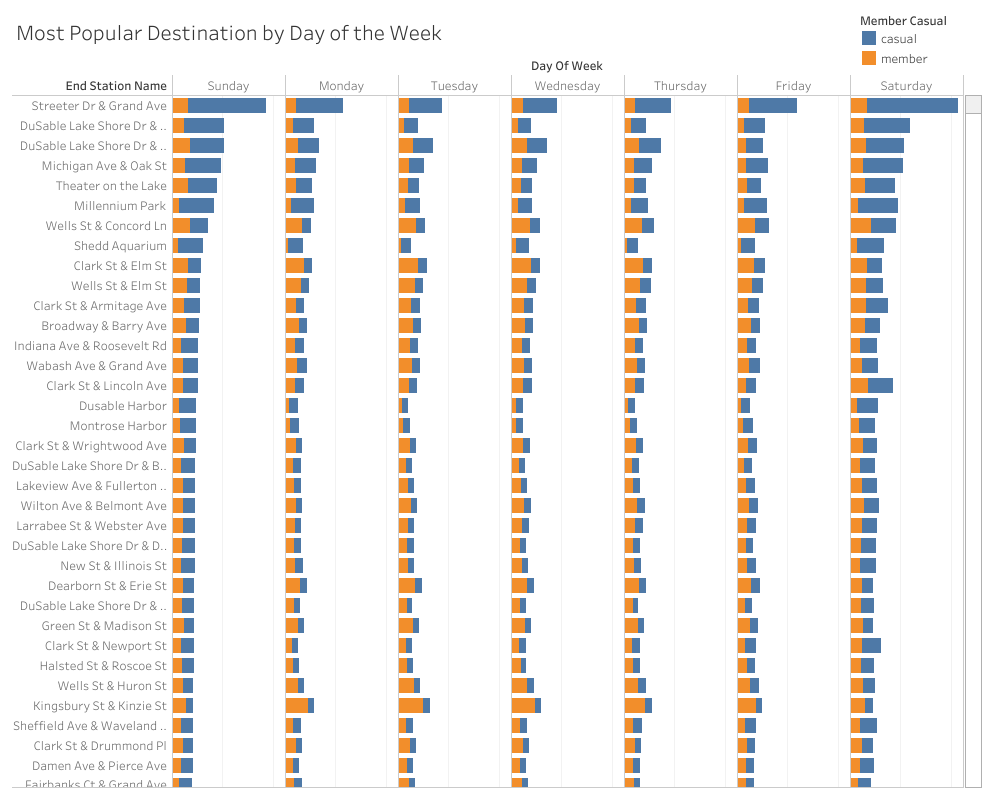 Most Popular Destination by Day of the Week
Member Casual
casual
member
Day Of Week
End Station Name Sunday Monday Tuesday Wednesday Thursday Friday Saturday
Streeter Dr & Grand Ave
DuSable Lake Shore Dr & ..
DuSable Lake Shore Dr & ..
Michigan Ave & Oak St
Theater on the Lake
Millennium Park
Wells St & Concord Ln
Shedd Aquarium
Clark St & Elm St
Wells St & Elm St
Clark St & Armitage Ave
Broadway & Barry Ave
Indiana Ave & Roosevelt Rd
Wabash Ave & Grand Ave
Clark St & Lincoln Ave
Dusable Harbor
Montrose Harbor
Clark St & Wrightwood Ave
DuSable Lake Shore Dr & B..
Lakeview Ave & Fullerton ..
Wilton Ave & Belmont Ave
Larrabee St & Webster Ave
DuSable Lake Shore Dr & D..
New St & Illinois St
Dearborn St & Erie St
DuSable Lake Shore Dr & ..
Green St & Madison St
Clark St & Newport St
Halsted St & Roscoe St
Wells St & Huron St
Kingsbury St & Kinzie St
Sheffield Ave & Waveland ..
Clark St & Drummond Pl
Damen Ave & Pierce Ave
Fairbanks Ct & Grand Ave